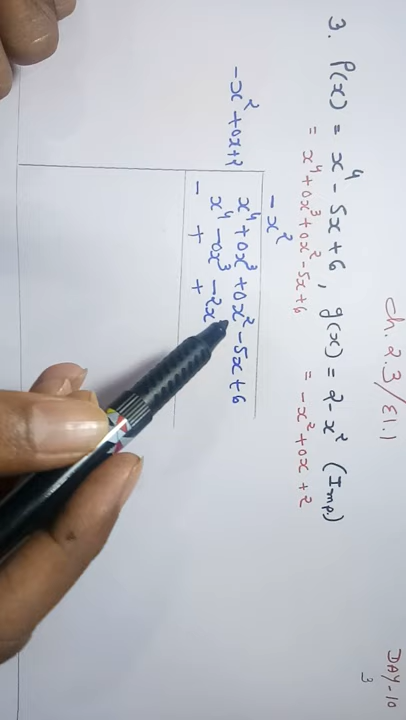 Ch. 2.3/E1.1
DAY-10
3
3. P(x) = x⁴ - 5x + 6, g(x) = 2 - x² (Imp.)
= x⁴ + 0x³ + 0x² - 5x + 6 = -x² + 0x + 2
-x²
-x² + 0x + 2 x⁴ + 0x³ + 0x² - 5x + 6
x⁴ - 0x³ - 2x²
- + +